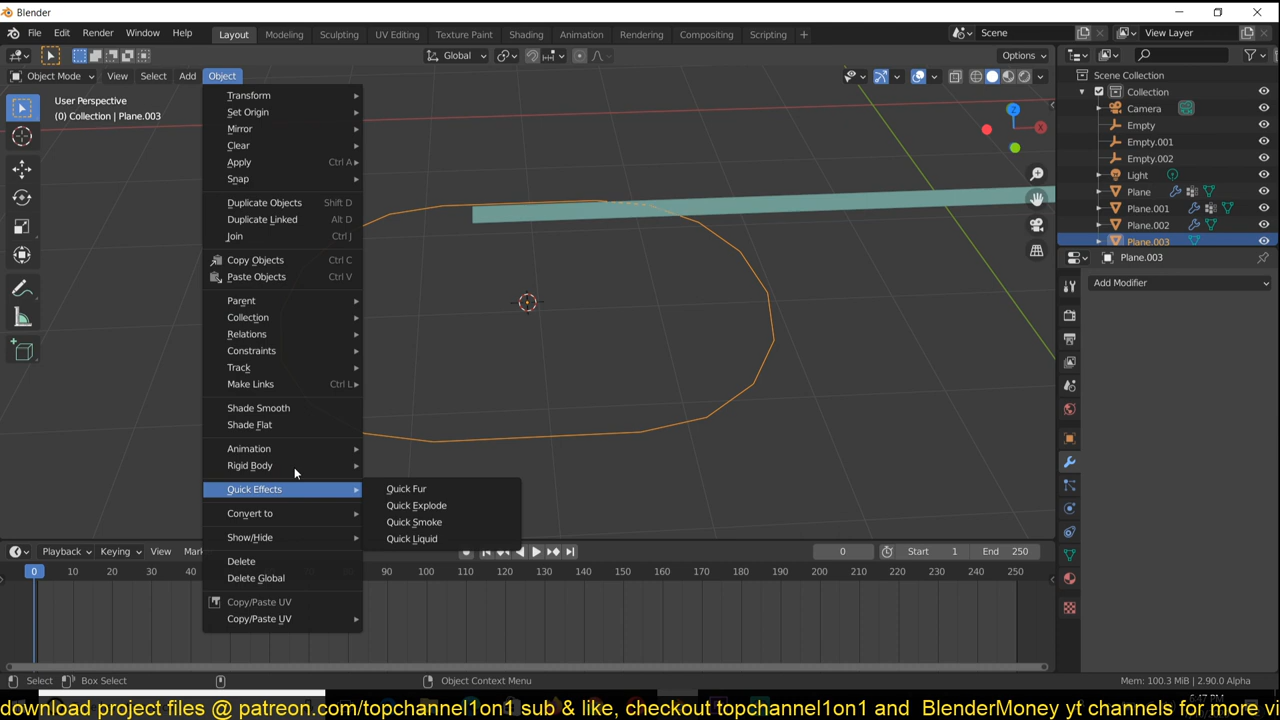 Blender
File Edit Render Window Help Layout Modeling Sculpting UV Editing Texture Paint Shading Animation Rendering Compositing Scripting + Scene View Layer
Global Options
Object Mode View Select Add Object
User Perspective
(0) Collection | Plane.003
Transform
Set Origin
Mirror
Clear
Apply Ctrl A
Snap
Duplicate Objects Shift D
Duplicate Linked Alt D
Join Ctrl J
Copy Objects Ctrl C
Paste Objects Ctrl V
Parent
Collection
Relations
Constraints
Track
Make Links Ctrl L
Shade Smooth
Shade Flat
Animation
Rigid Body
Quick Effects
Convert to
Show/Hide
Delete
Delete Global
Copy/Paste UV
Copy/Paste UV
Quick Fur
Quick Explode
Quick Smoke
Quick Liquid
Z
X
Scene Collection
Collection
Camera
Empty
Empty.001
Empty.002
Light
Plane
Plane.001
Plane.002
Plane.003
Plane.003
Add Modifier
Playback Keying View Mar 0 Start 1 End 250
0 10 20 30 40 90 100 110 120 130 140 150 160 170 180 190 200 210 220 230 240 250
Select Box Select Object Context Menu Mem: 100.3 MiB | 2.90.0 Alpha
download project files @ patreon.com/topchannel1on1 sub & like, checkout topchannel1on1 and BlenderMoney yt channels for more vi